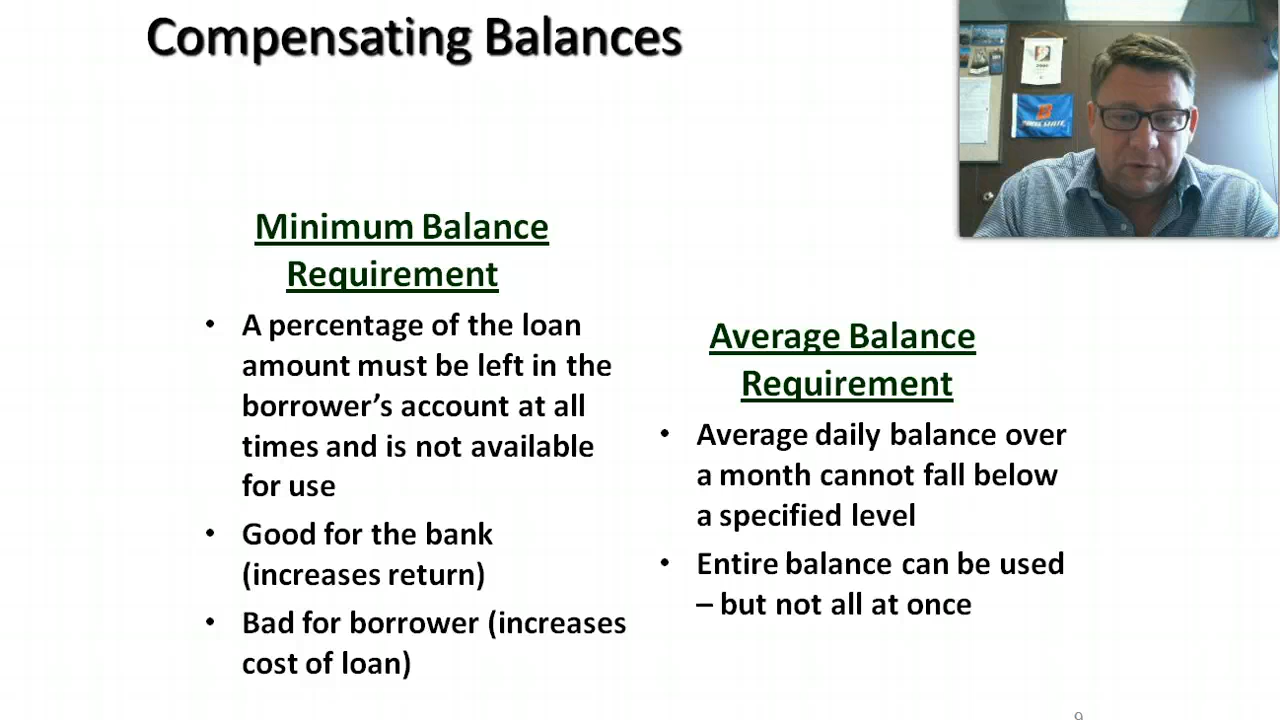 Compensating Balances
Minimum Balance
Requirement
• A percentage of the loan
amount must be left in the
borrower’s account at all
times and is not available
for use
• Good for the bank
(increases return)
• Bad for borrower (increases
cost of loan)
Average Balance
Requirement
• Average daily balance over
a month cannot fall below
a specified level
• Entire balance can be used
– but not all at once
9